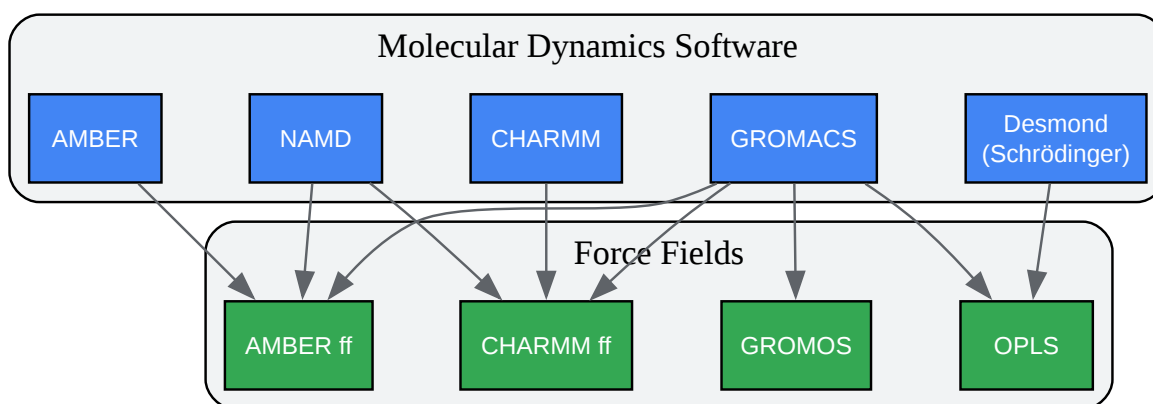 Molecular Dynamics Software
AMBER
NAMD
CHARMM
GROMACS
Desmond
(Schrödinger)
Force Fields
AMBER ff
CHARMM ff
GROMOS
OPLS